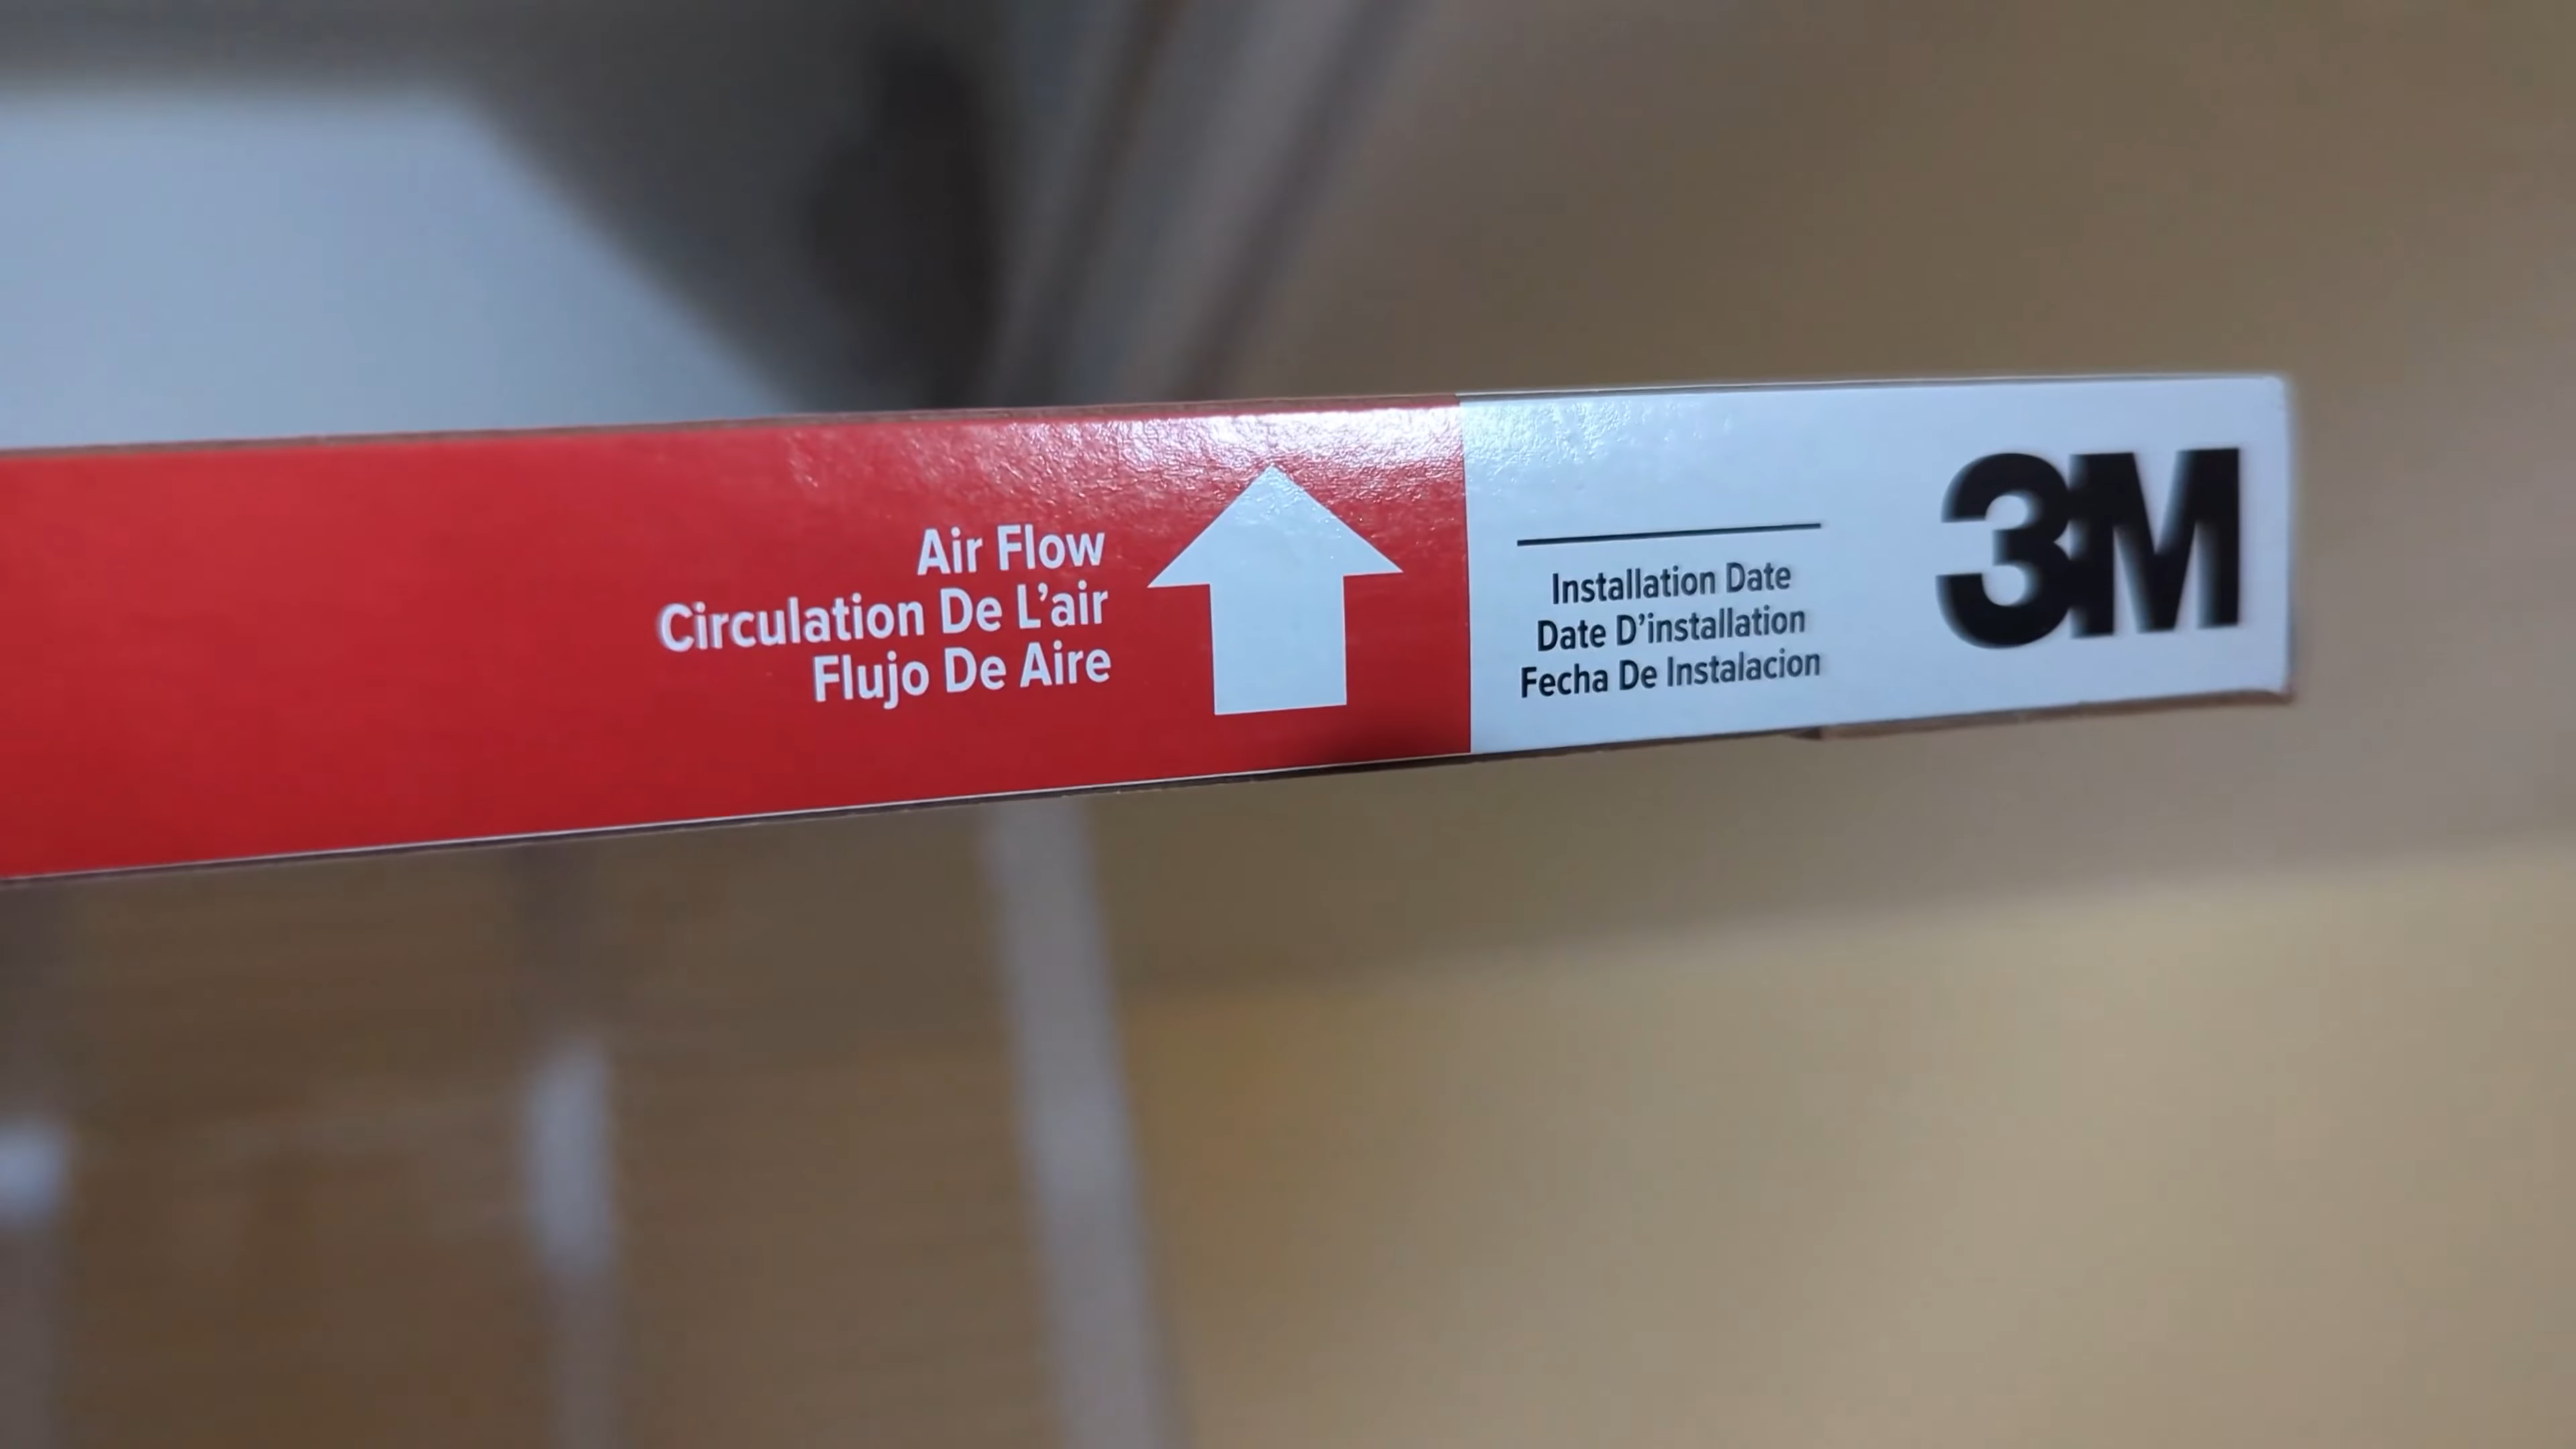 Air Flow
Circulation De L'air
Flujo De Aire
Installation Date
Date D'installation
Fecha De Instalacion
3M